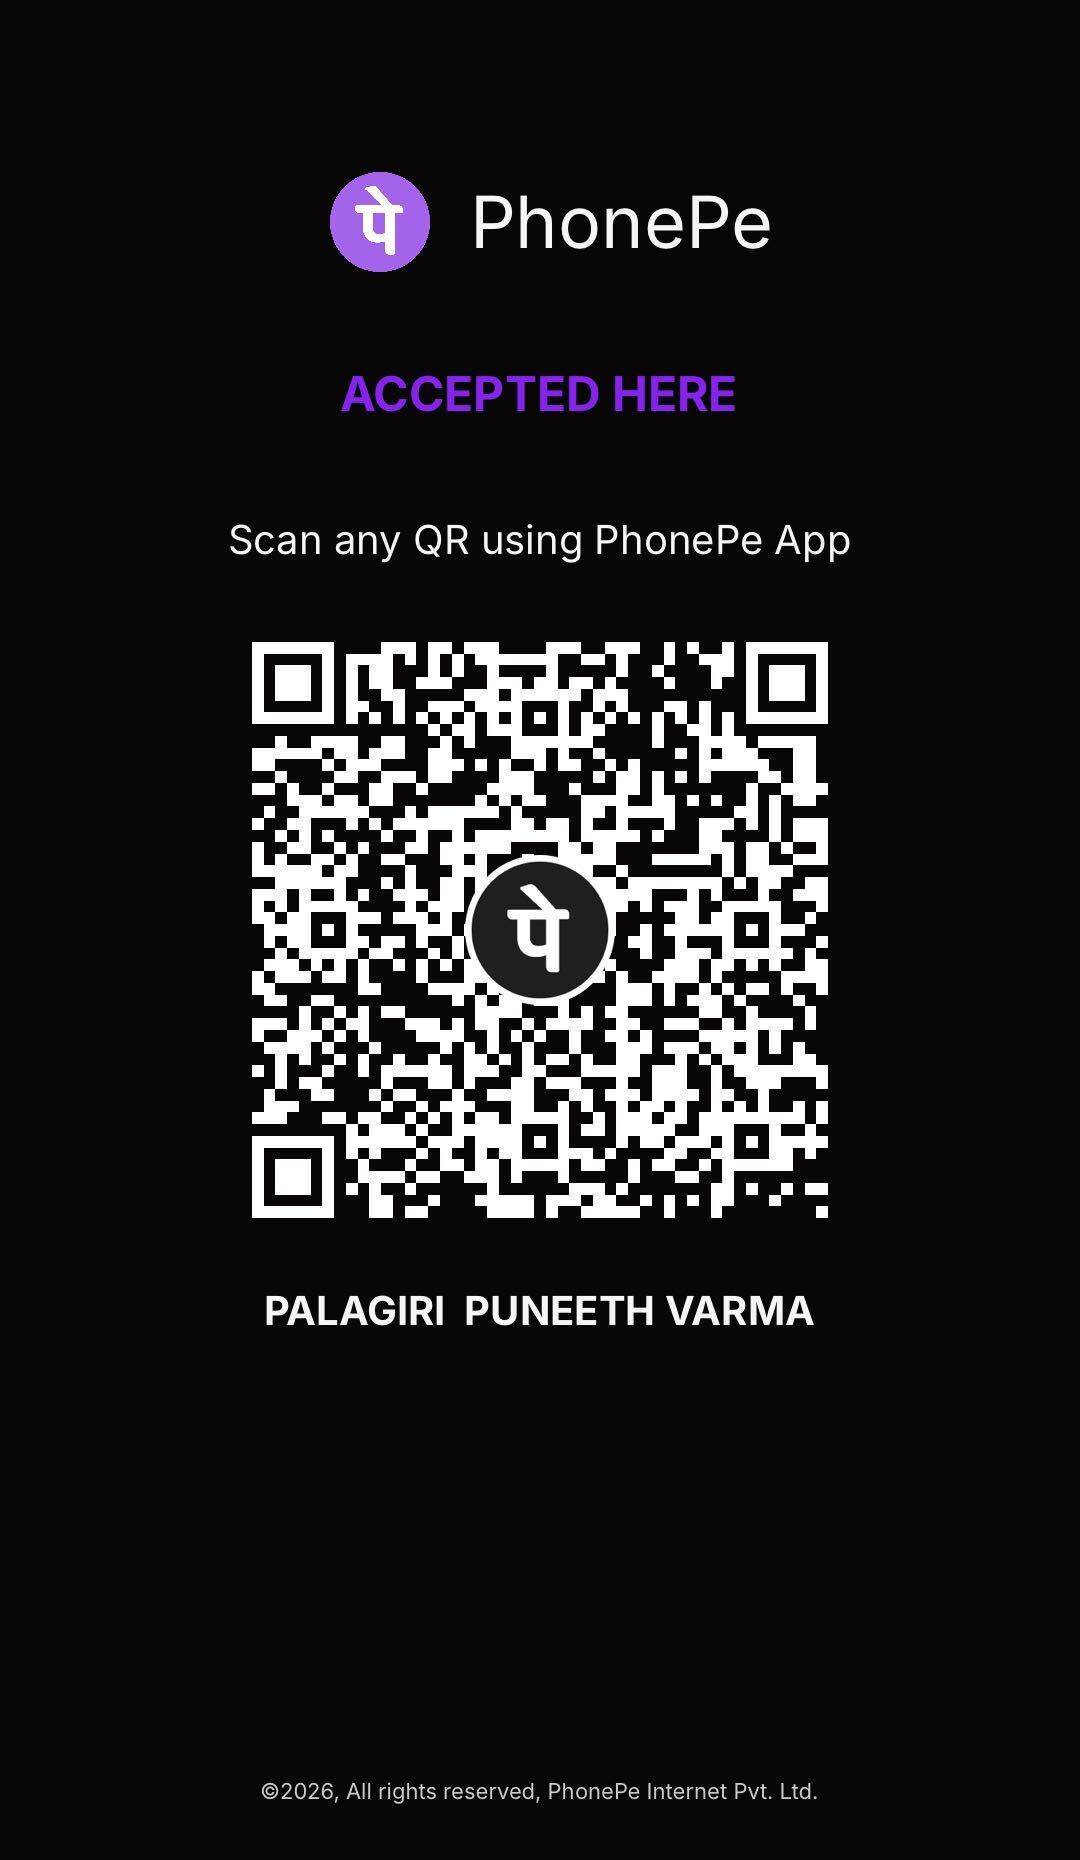 पे PhonePe
ACCEPTED HERE
Scan any QR using PhonePe App
पे
PALAGIRI  PUNEETH VARMA
©2026, All rights reserved, PhonePe Internet Pvt. Ltd.